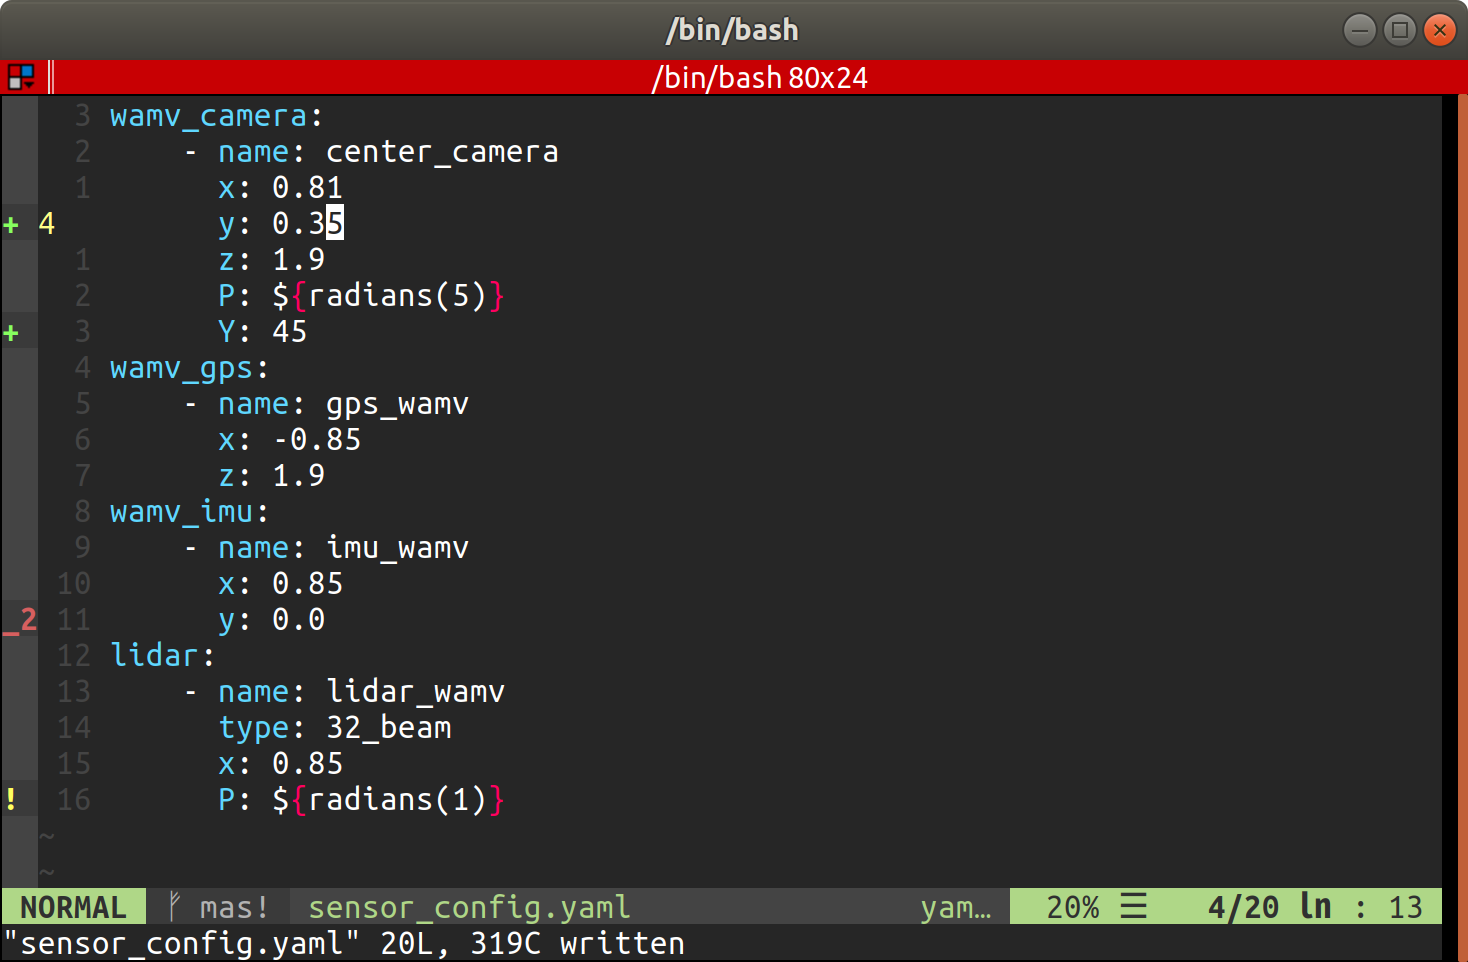 /bin/bash
/bin/bash 80x24
3 wamv_camera:
2 - name: center_camera
1 x: 0.81
+ 4 y: 0.35
1 z: 1.9
2 P: ${radians(5)}
+ 3 Y: 45
4 wamv_gps:
5 - name: gps_wamv
6 x: -0.85
7 z: 1.9
8 wamv_imu:
9 - name: imu_wamv
10 x: 0.85
_2 11 y: 0.0
12 lidar:
13 - name: lidar_wamv
14 type: 32_beam
15 x: 0.85
! 16 P: ${radians(1)}
~
~
NORMAL ᚠ mas! sensor_config.yaml yam… 20% ☰ 4/20 ln : 13
"sensor_config.yaml" 20L, 319C written